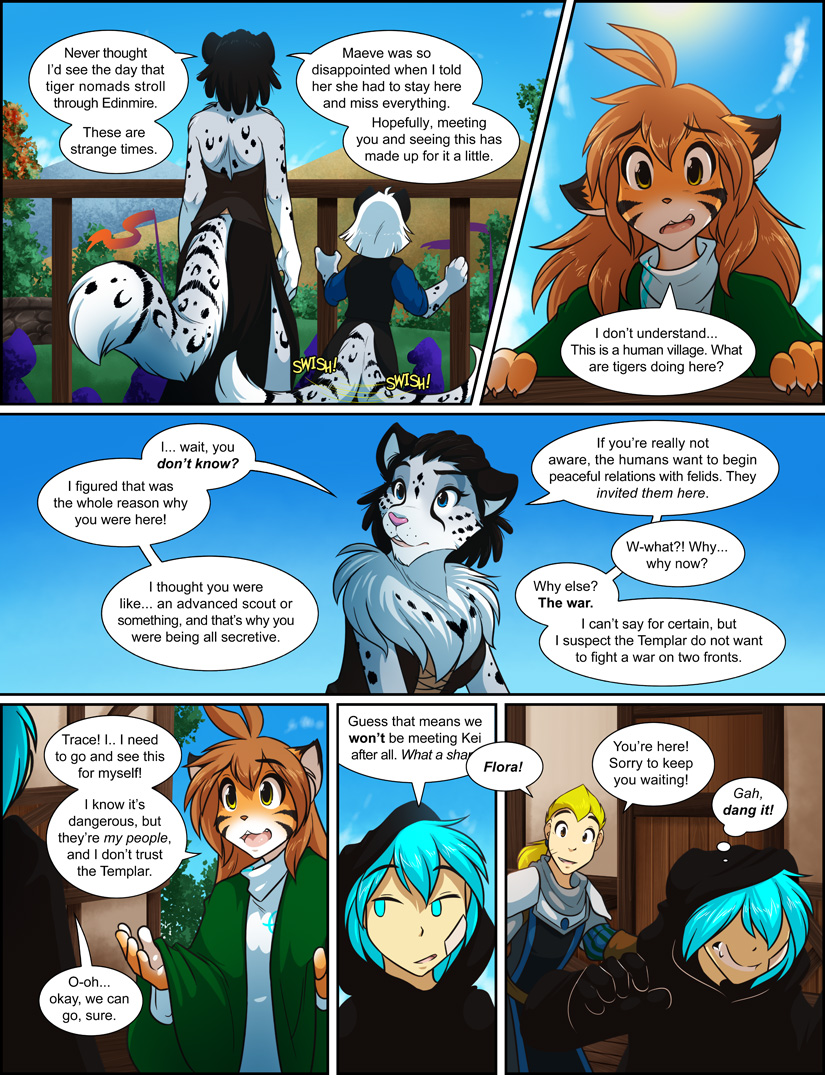 Never thought
I'd see the day that
tiger nomads stroll
through Edinmire.
These are
strange times.
Maeve was so
disappointed when I told
her she had to stay here
and miss everything.
Hopefully, meeting
you and seeing this has
made up for it a little.
SWISH!
SWISH!
I don't understand...
This is a human village. What
are tigers doing here?
I... wait, you
don't know?
I figured that was
the whole reason why
you were here!
I thought you were
like... an advanced scout or
something, and that's why you
were being all secretive.
If you're really not
aware, the humans want to begin
peaceful relations with felids. They
invited them here.
W-what?! Why...
why now?
Why else?
The war.
I can't say for certain, but
I suspect the Templar do not want
to fight a war on two fronts.
Trace! I.. I need
to go and see this
for myself!
I know it's
dangerous, but
they're my people,
and I don't trust
the Templar.
O-oh...
okay, we can
go, sure.
Guess that means we
won't be meeting Kei
after all. What a
Flora!
You're here!
Sorry to keep
you waiting!
Gah,
dang it!